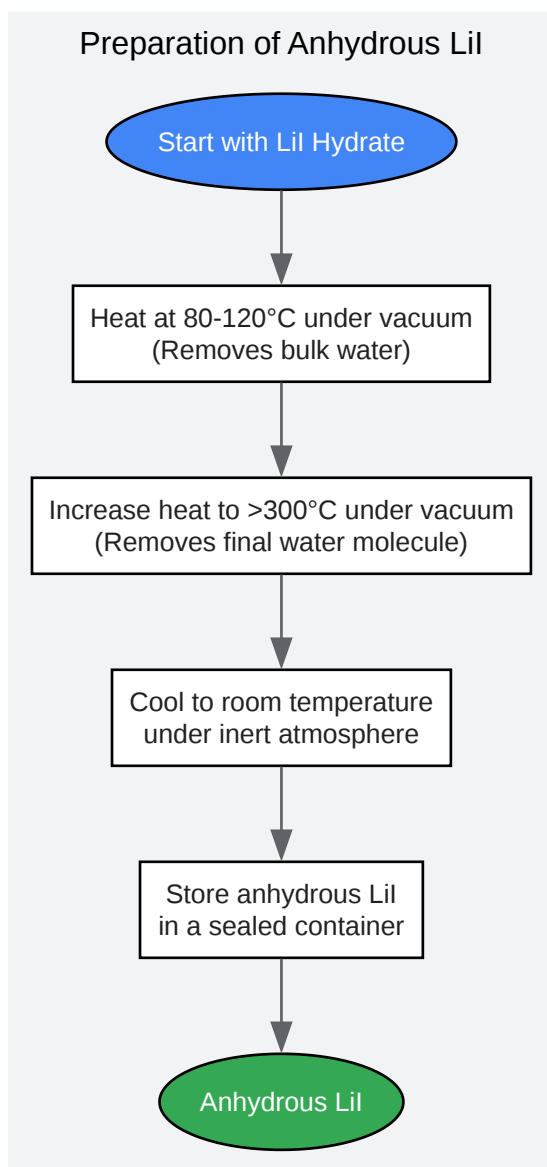 Preparation of Anhydrous LiI
Start with LiI Hydrate
Heat at 80-120°C under vacuum
(Removes bulk water)
Increase heat to >300°C under vacuum
(Removes final water molecule)
Cool to room temperature
under inert atmosphere
Store anhydrous LiI
in a sealed container
Anhydrous LiI